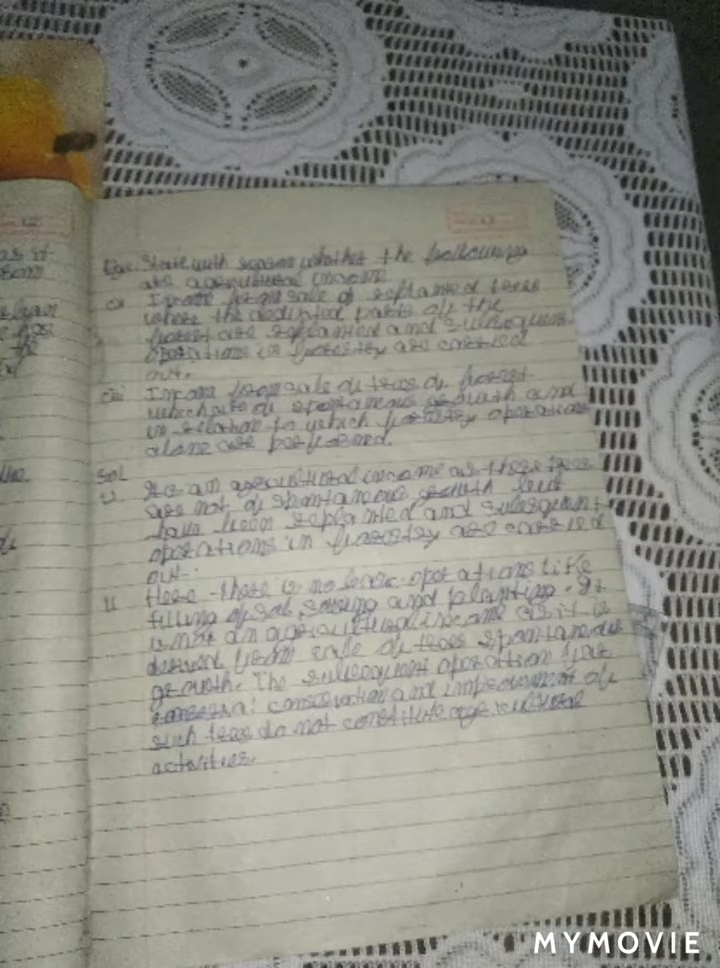 Que. State with reason whether the following
are agricultural income.
Income from sale of replanted trees
where the denuded parts of the
forest are replanted and subsequent
operations in forestry are carried
out.
Income from sale of trees of forest
which are of spontaneous growth and
in relation to which forestry operations
alone are performed.
Sol
i) It is an agricultural income as these trees
are not of spontaneous growth but
have been replanted and subsequent
operations in forestry are carried
out.
ii Here there is no basic operations like
tilling of soil, sowing and planting. It
is not an agricultural income as it is
derived from sale of trees spontaneous
growth. The subsequent operation
conservation and improvement of
such trees do not constitute agricultural
activities.
MYMOVIE